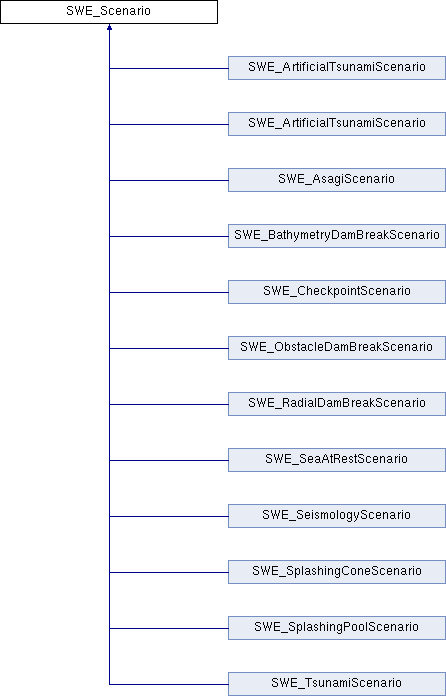 SWE_Scenario
SWE_ArtificialTsunamiScenario
SWE_ArtificialTsunamiScenario
SWE_AsagiScenario
SWE_BathymetryDamBreakScenario
SWE_CheckpointScenario
SWE_ObstacleDamBreakScenario
SWE_RadialDamBreakScenario
SWE_SeaAtRestScenario
SWE_SeismologyScenario
SWE_SplashingConeScenario
SWE_SplashingPoolScenario
SWE_TsunamiScenario